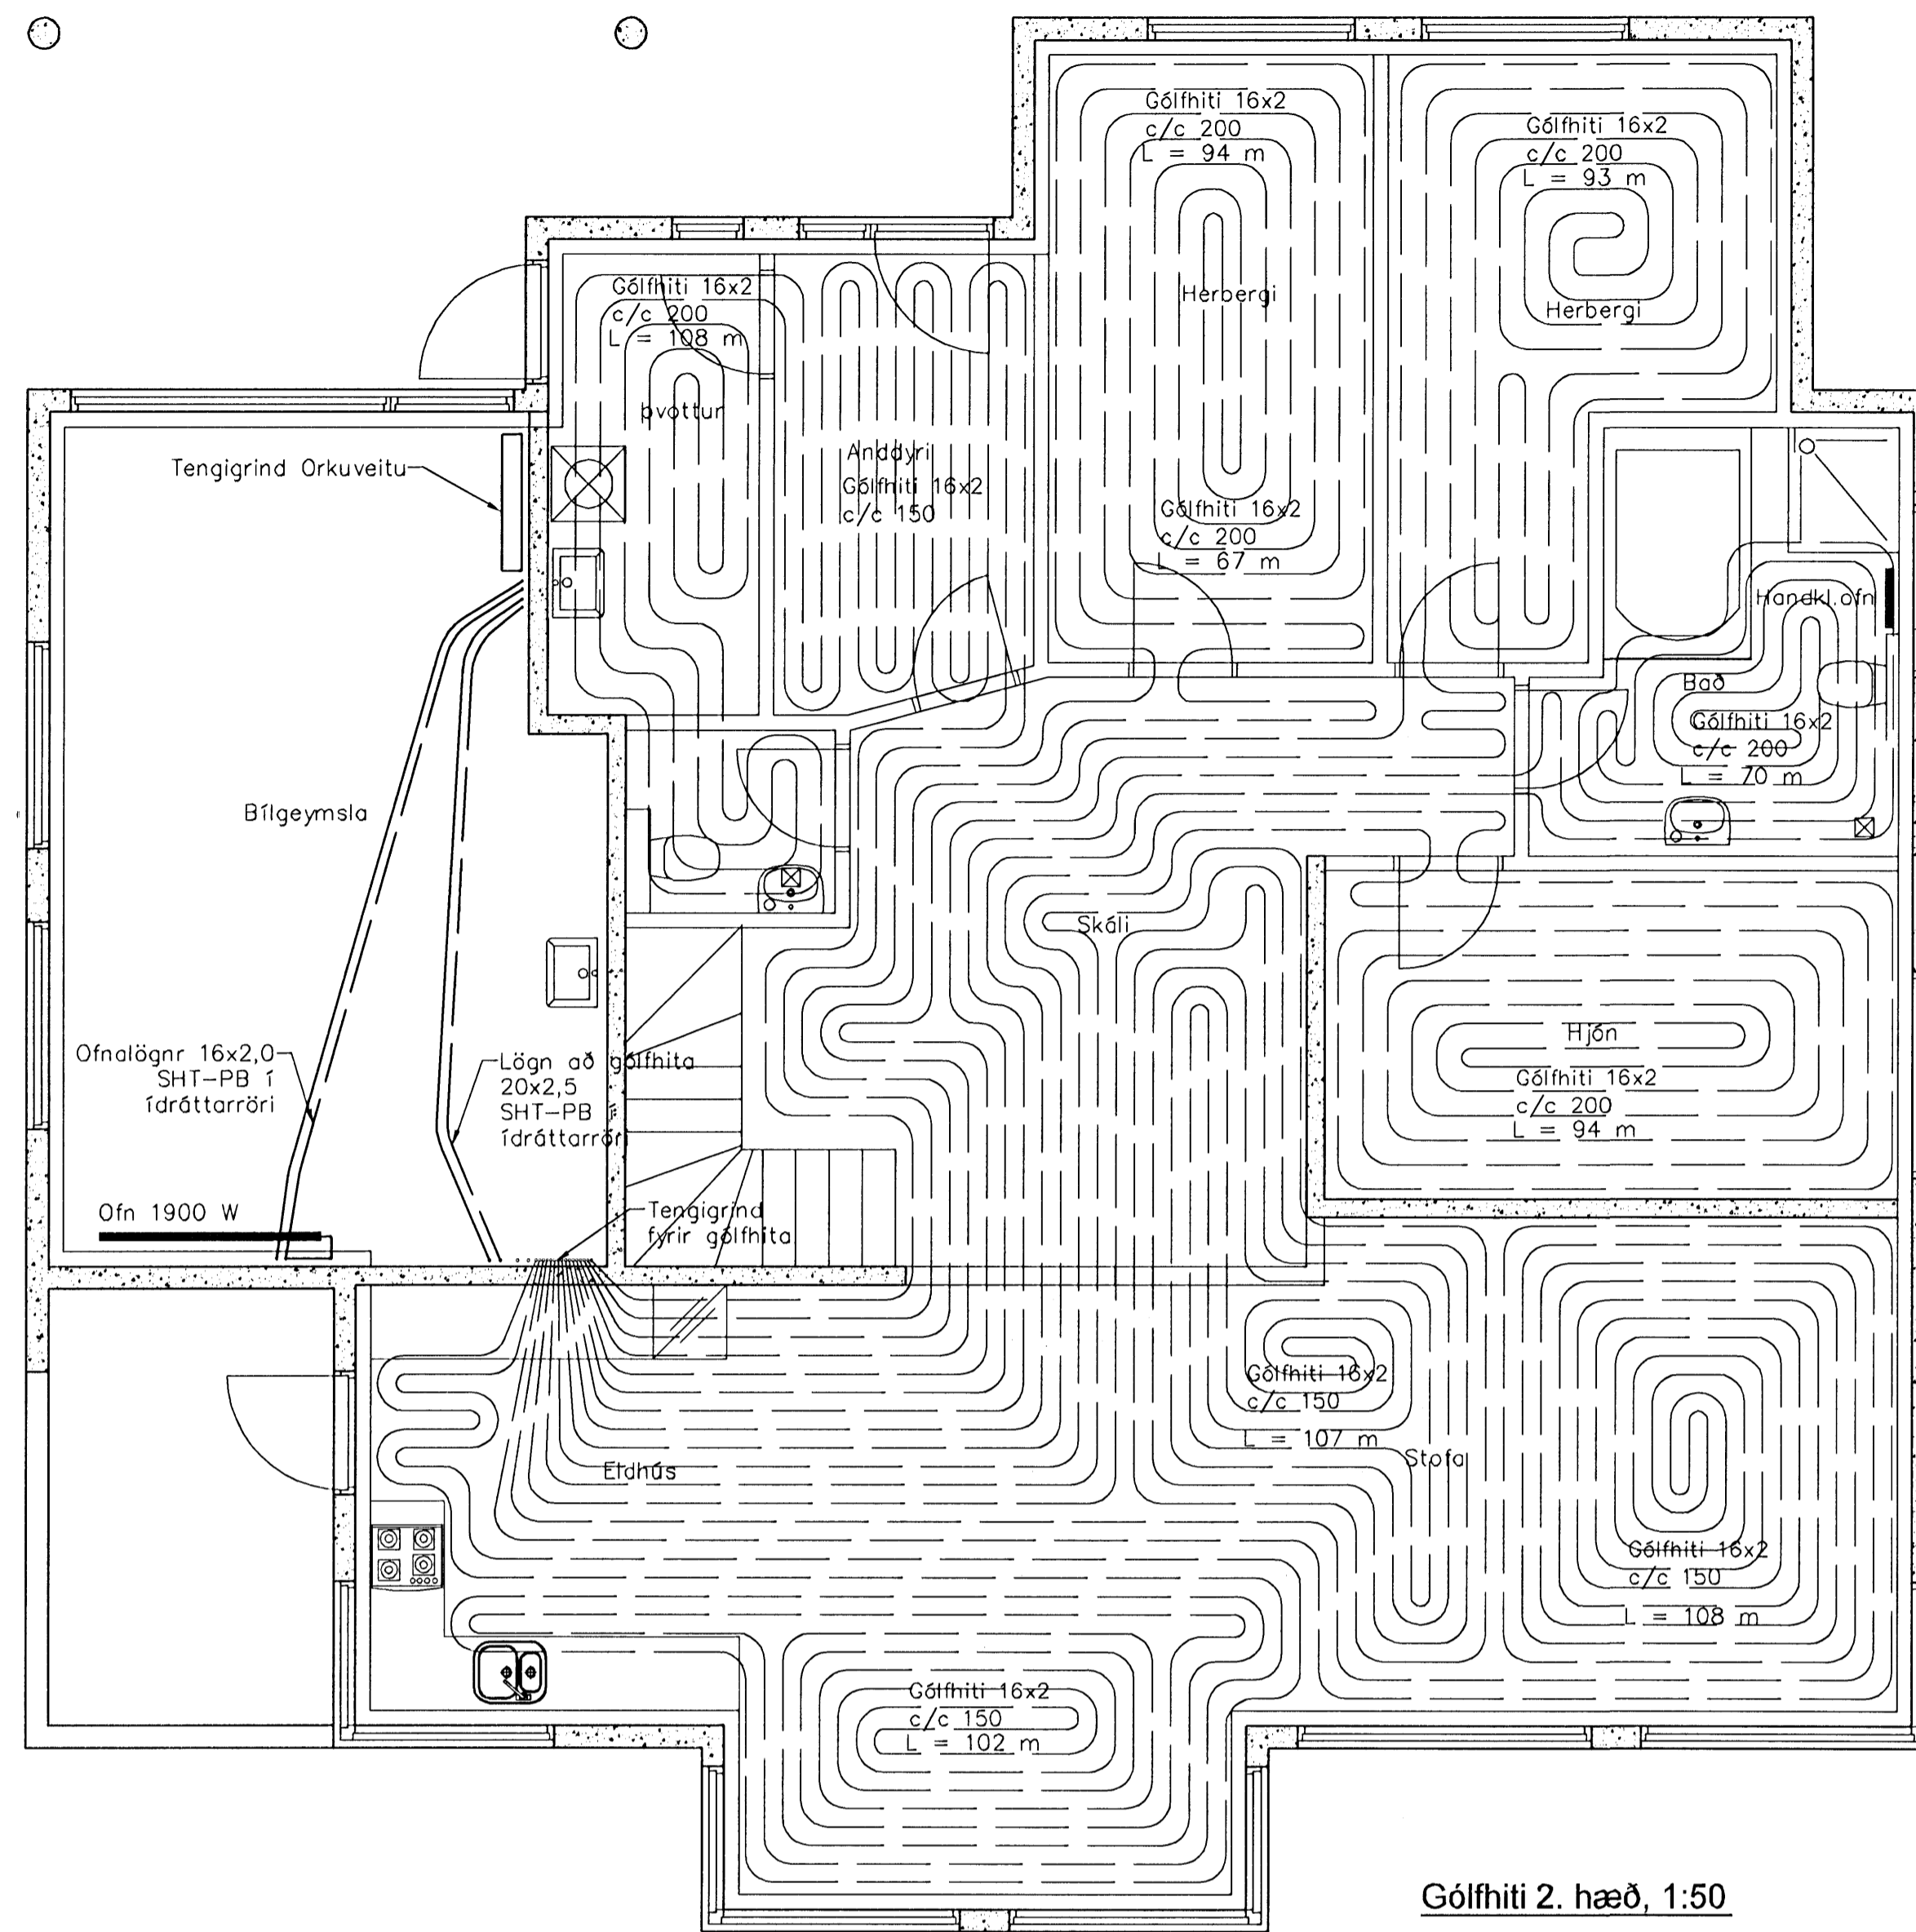 Gólfhiti 16x2
c/c 200
L = 94 m
Gólfhiti 16x2
c/c 200
L = 93 m
Herbergi
Herbergi
Gólfhiti 16x2
c/c 200
L = 108 m
þvottur
Anddyri
Gólfhiti 16x2
c/c 150
Tengigrind Orkuveitu
Gólfhiti 16x2
c/c 200
L = 67 m
Handkl.ofn
Bað
Gólfhiti 16x2
c/c 200
L = 70 m
Bílgeymsla
Skáli
Hjón
Gólfhiti 16x2
c/c 200
L = 94 m
Ofnalögnr 16x2,0
SHT-PB í
ídráttarröri
Lögn að gólfhita
20x2,5
SHT-PB í
ídráttarröri
Ofn 1900 W
Tengigrind
fyrir gólfhita
Gólfhiti 16x2
c/c 150
L = 107 m
Stofa
Eldhús
Gólfhiti 16x2
c/c 150
L = 108 m
Gólfhiti 16x2
c/c 150
L = 102 m
Gólfhiti 2. hæð, 1:50